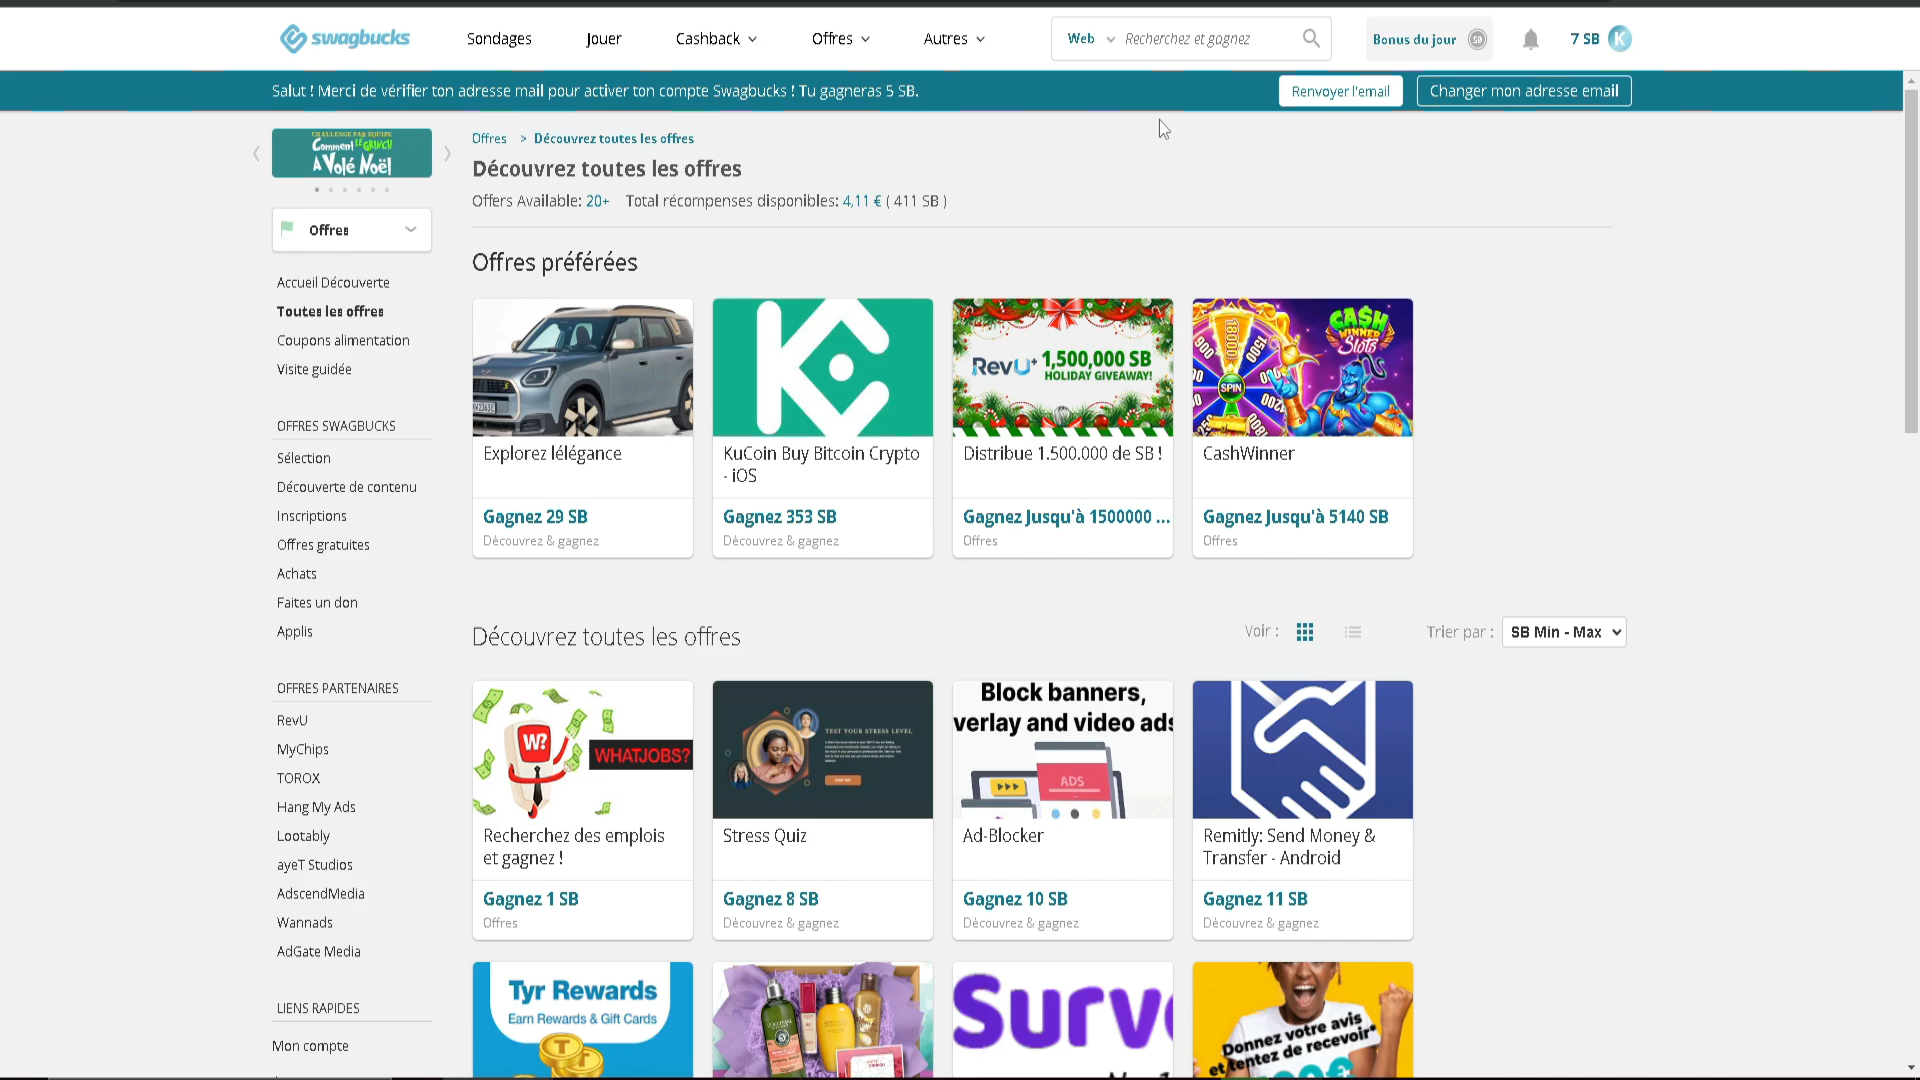 swagbucks
Sondages
Jouer
Cashback
Offres
Autres
Web
Recherchez et gagnez
Bonus du jour
SB
7 SB
K
Salut ! Merci de vérifier ton adresse mail pour activer ton compte Swagbucks ! Tu gagneras 5 SB.
Renvoyer l'email
Changer mon adresse email
CHALLENGE PAR ÉQUIPE
Comment LE GRINCH
A Volé Noël
Offres > Découvrez toutes les offres
Découvrez toutes les offres
Offers Available: 20+ Total récompenses disponibles: 4,11 € ( 411 SB )
Offres
Accueil Découverte
Toutes les offres
Coupons alimentation
Visite guidée
OFFRES SWAGBUCKS
Sélection
Découverte de contenu
Inscriptions
Offres gratuites
Achats
Faites un don
Applis
OFFRES PARTENAIRES
RevU
MyChips
TOROX
Hang My Ads
Lootably
ayeT Studios
AdscendMedia
Wannads
AdGate Media
LIENS RAPIDES
Mon compte
Offres préférées
Explorez lélégance
Gagnez 29 SB
Découvrez & gagnez
KuCoin Buy Bitcoin Crypto
- iOS
Gagnez 353 SB
Découvrez & gagnez
RevU+ 1,500,000 SB
HOLIDAY GIVEAWAY!
Distribue 1.500.000 de SB !
Gagnez Jusqu'à 1500000 ...
Offres
CASH
WINNER
Slots
SPIN
CashWinner
Gagnez Jusqu'à 5140 SB
Offres
Découvrez toutes les offres
Voir :
Trier par :
SB Min - Max
W?
WHATJOBS?
Recherchez des emplois
et gagnez !
Gagnez 1 SB
Offres
TEST YOUR STRESS LEVEL
Stress Quiz
Gagnez 8 SB
Découvrez & gagnez
Block banners,
verlay and video ads
ADS
Ad-Blocker
Gagnez 10 SB
Découvrez & gagnez
Remitly: Send Money &
Transfer - Android
Gagnez 11 SB
Découvrez & gagnez
Tyr Rewards
Earn Rewards & Gift Cards
T
Surve
Donnez votre avis
et tentez de recevoir*